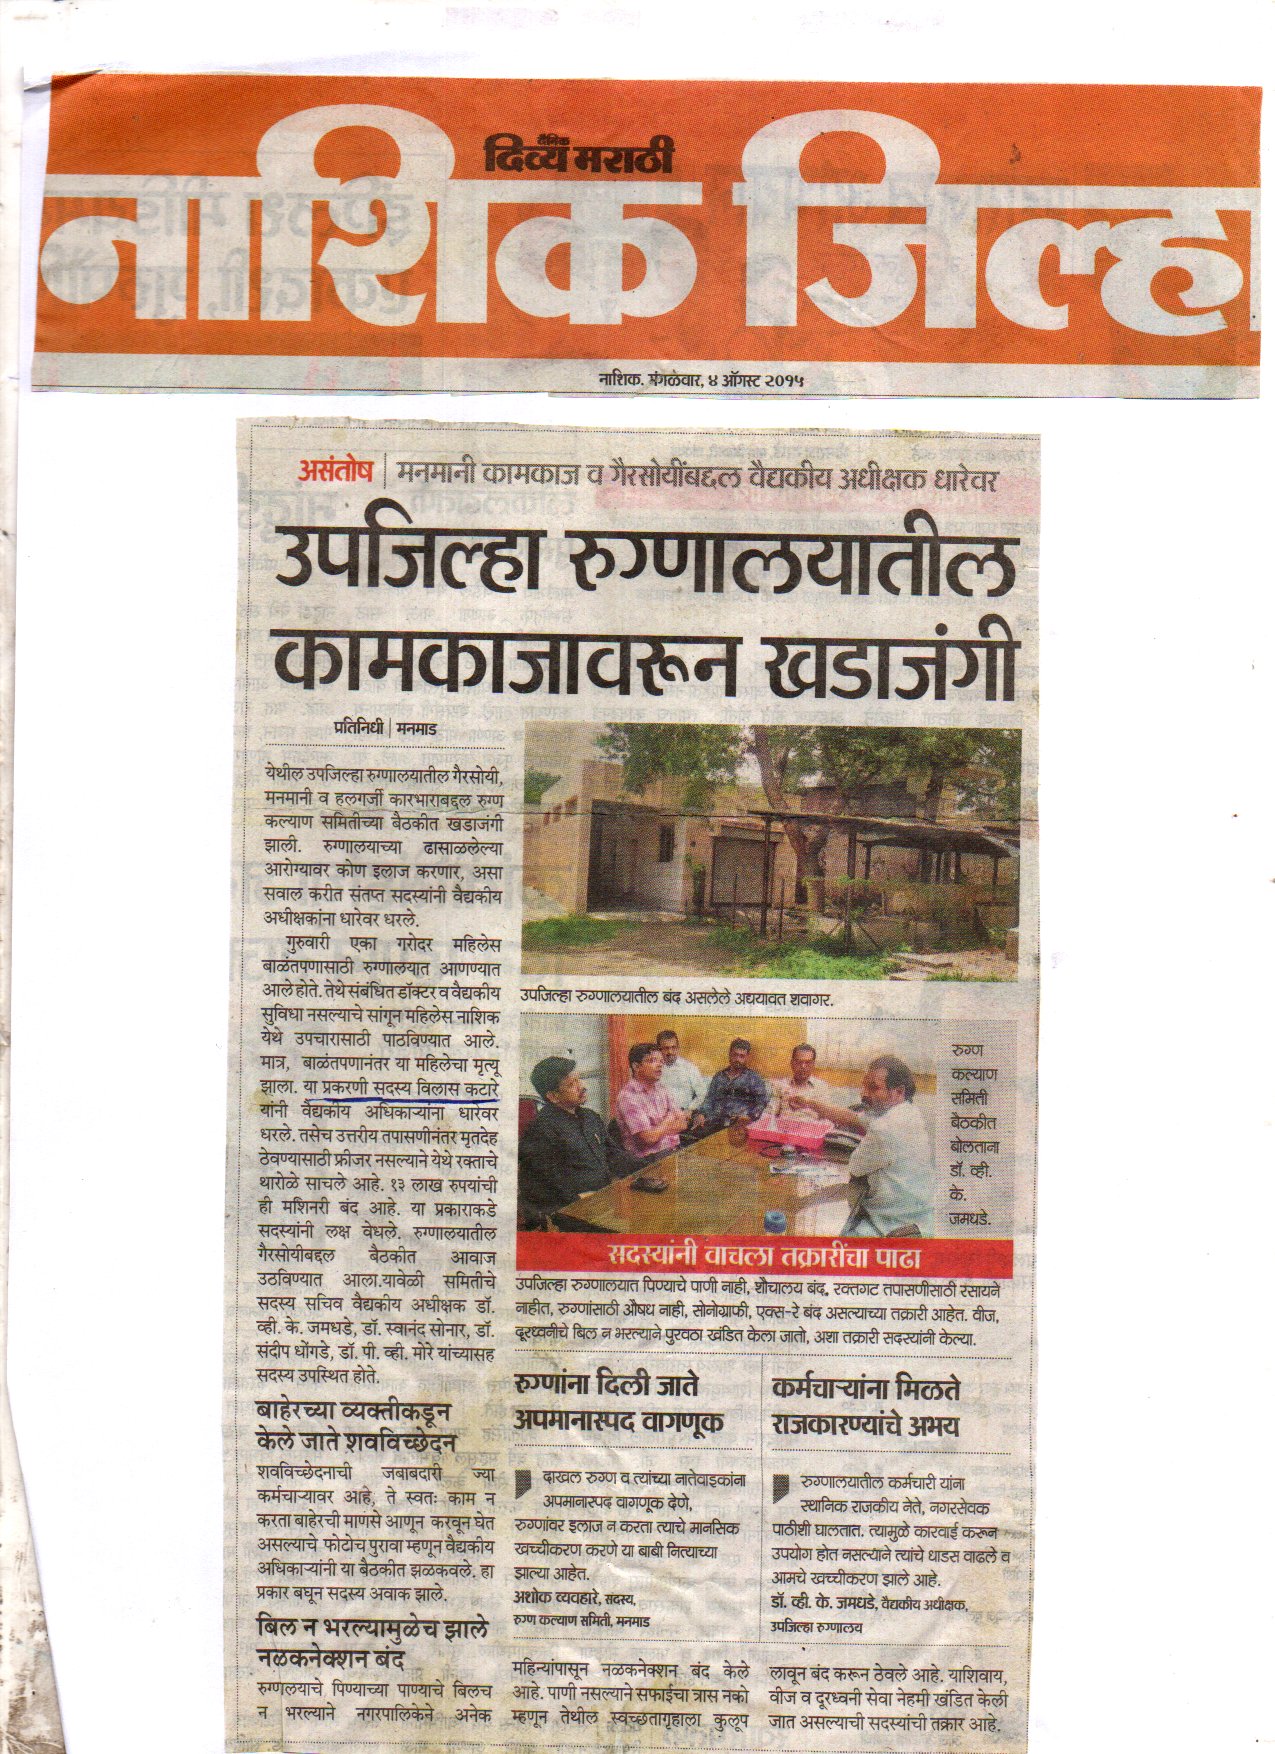 दैनिक
दिव्य मराठी
नाशिक जिल्हा
नाशिक. मंगळेवार, ४ ऑगस्ट २०१५
असंतोष | मनमानी कामकाज व गैरसोयींबद्दल वैद्यकीय अधीक्षक धारेवर
उपजिल्हा रुग्णालयातील
कामकाजावरून खडाजंगी
प्रतिनिधी | मनमाड
येथील उपजिल्हा रुग्णालयातील गैरसोयी,
मनमानी व हलगर्जी कारभाराबद्दल रुग्ण
कल्याण समितीच्या बैठकीत खडाजंगी
झाली. रुग्णालयाच्या ढासाळलेल्या
आरोग्यावर कोण इलाज करणार, असा
सवाल करीत संतप्त सदस्यांनी वैद्यकीय
अधीक्षकांना धारेवर धरले.
गुरुवारी एका गरोदर महिलेस
बाळंतपणासाठी रुग्णालयात आणण्यात
आले होते. तेथे संबंधित डॉक्टर व वैद्यकीय
सुविधा नसल्याचे सांगून महिलेस नाशिक
येथे उपचारासाठी पाठविण्यात आले.
मात्र, बाळंतपणानंतर या महिलेचा मृत्यू
झाला. या प्रकरणी सदस्य विलास कटारे
यांनी वैद्यकीय अधिकाऱ्यांना धारेवर
धरले. तसेच उत्तरीय तपासणीनंतर मृतदेह
ठेवण्यासाठी फ्रीजर नसल्याने येथे रक्ताचे
थारोळे साचले आहे. १३ लाख रुपयांची
ही मशिनरी बंद आहे. या प्रकाराकडे
सदस्यांनी लक्ष वेधले. रुग्णालयातील
गैरसोयीबद्दल बैठकीत आवाज
उठविण्यात आला.यावेळी समितीचे
सदस्य सचिव वैद्यकीय अधीक्षक डॉ.
व्ही. के. जमधडे, डॉ. स्वानंद सोनार, डॉ.
संदीप धोंगडे, डॉ. पी. व्ही. मोरे यांच्यासह
सदस्य उपस्थित होते.
बाहेरच्या व्यक्तीकडून
केले जाते शवविच्छेदन
शवविच्छेदनाची जबाबदारी ज्या
कर्मचाऱ्यावर आहे, ते स्वतः काम न
करता बाहेरची माणसे आणून करवून घेत
असल्याचे फोटोच पुरावा म्हणून वैद्यकीय
अधिकाऱ्यांनी या बैठकीत झळकवले. हा
प्रकार बघून सदस्य अवाक झाले.
बिल न भरल्यामुळेच झाले
नळकनेक्शन बंद
रुग्णलयाचे पिण्याच्या पाण्याचे बिलच
न भरल्याने नगरपालिकेने अनेक
उपजिल्हा रुग्णालयातील बंद असलेले अद्ययावत शवागर.
रुग्ण
कल्याण
समिती
बैठकीत
बोलताना
डॉ. व्ही.
के.
जमधडे.
सदस्यांनी वाचला तक्रारींचा पाढा
उपजिल्हा रुग्णालयात पिण्याचे पाणी नाही, शौचालय बंद, रक्तगट तपासणीसाठी रसायने
नाहीत, रुग्णांसाठी औषध नाही, सोनोग्राफी, एक्स-रे बंद असल्याच्या तक्रारी आहेत. वीज,
दूरध्वनीचे बिल न भरल्याने पुरवठा खंडित केला जातो, अशा तक्रारी सदस्यांनी केल्या.
रुग्णांना दिली जाते
अपमानास्पद वागणूक
दाखल रुग्ण व त्यांच्या नातेवाइकांना
अपमानास्पद वागणूक देणे,
रुग्णांवर इलाज न करता त्याचे मानसिक
खच्चीकरण करणे या बाबी नित्याच्या
झाल्या आहेत.
अशोक व्यवहारे, सदस्य,
रुग्ण कल्याण समिती, मनमाड
कर्मचाऱ्यांना मिळते
राजकारण्यांचे अभय
रुग्णालयातील कर्मचारी यांना
स्थानिक राजकीय नेते, नगरसेवक
पाठीशी घालतात. त्यामुळे कारवाई करून
उपयोग होत नसल्याने त्यांचे धाडस वाढले व
आमचे खच्चीकरण झाले आहे.
डॉ. व्ही. के. जमधडे, वैद्यकीय अधीक्षक,
उपजिल्हा रुग्णालय
महिन्यांपासून नळकनेक्शन बंद केले
आहे. पाणी नसल्याने सफाईचा त्रास नको
म्हणून तेथील स्वच्छतागृहाला कुलूप
लावून बंद करून ठेवले आहे. याशिवाय,
वीज व दूरध्वनी सेवा नेहमी खंडित केली
जात असल्याची सदस्यांची तक्रार आहे.